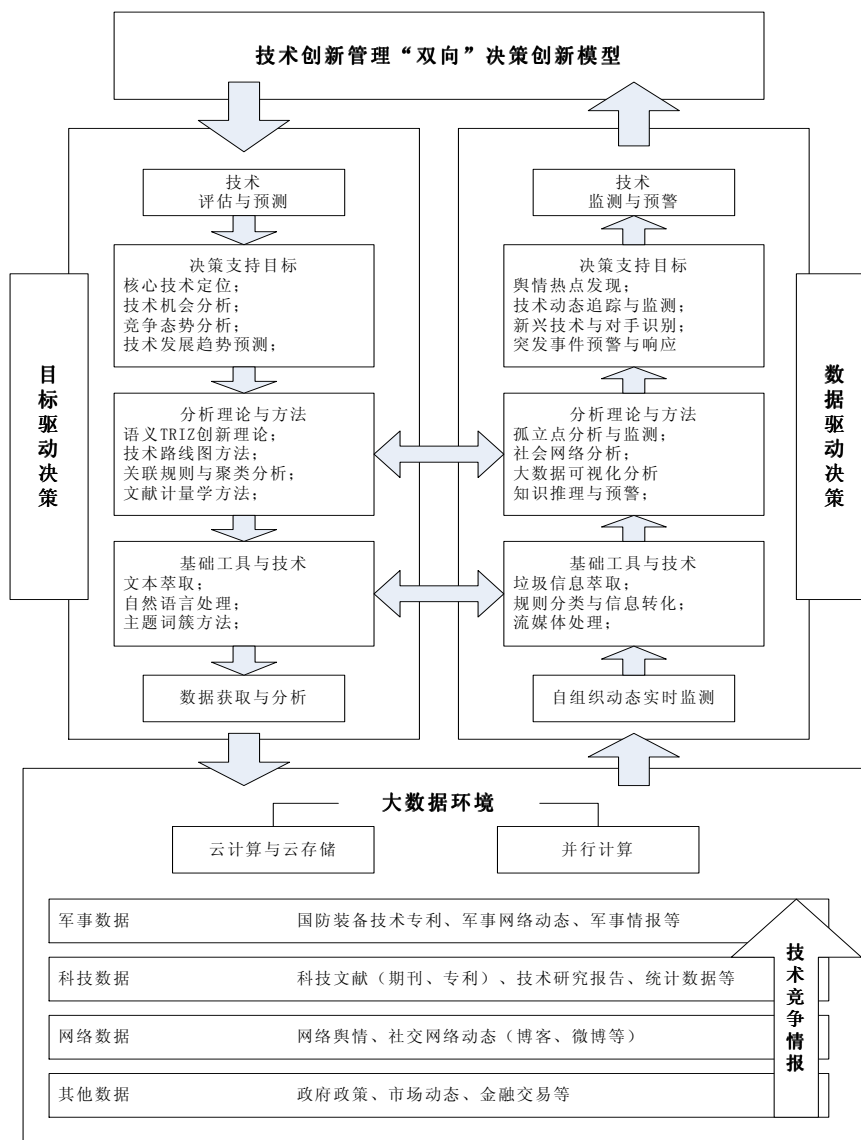 技术创新管理“双向”决策创新模型
目标驱动决策
技术
评估与预测
决策支持目标
核心技术定位；
技术机会分析；
竞争态势分析；
技术发展趋势预测；
分析理论与方法
语义TRIZ创新理论；
技术路线图方法；
关联规则与聚类分析；
文献计量学方法；
基础工具与技术
文本萃取；
自然语言处理；
主题词簇方法；
数据获取与分析
技术
监测与预警
决策支持目标
舆情热点发现；
技术动态追踪与监测；
新兴技术与对手识别；
突发事件预警与响应
分析理论与方法
孤立点分析与监测；
社会网络分析；
大数据可视化分析
知识推理与预警；
基础工具与技术
垃圾信息萃取；
规则分类与信息转化；
流媒体处理；
自组织动态实时监测
数据驱动决策
大数据环境
云计算与云存储
并行计算
军事数据 国防装备技术专利、军事网络动态、军事情报等
科技数据 科技文献（期刊、专利）、技术研究报告、统计数据等
网络数据 网络舆情、社交网络动态（博客、微博等）
其他数据 政府政策、市场动态、金融交易等
技术竞争情报